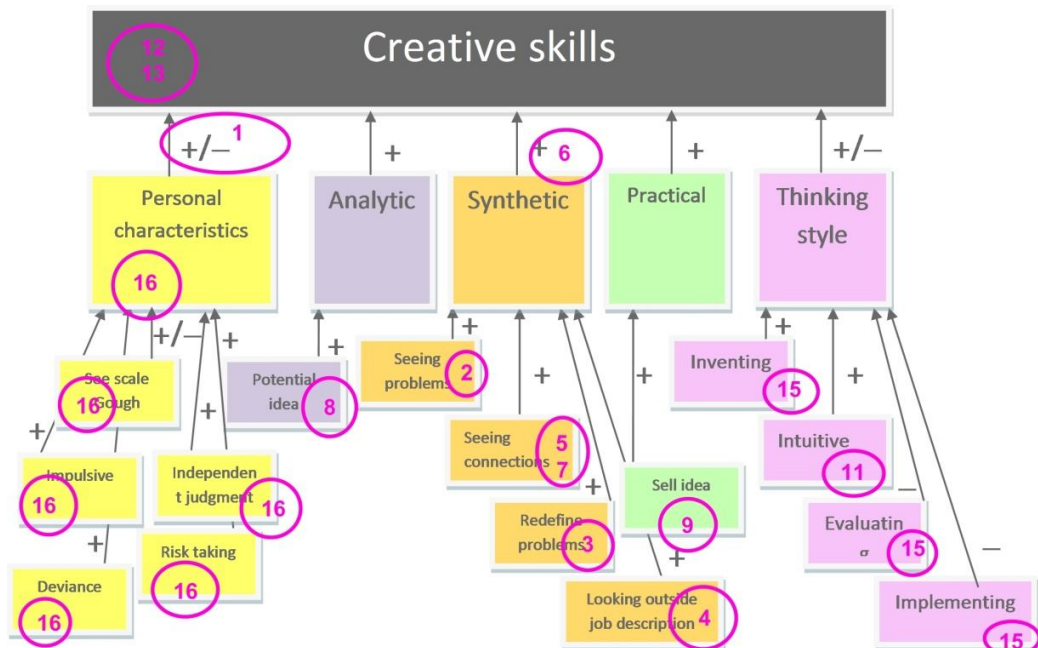 Creative skills
12
13
+/− 1
+
+ 6
+
+/−
Personal
characteristics
16
Analytic
Synthetic
Practical
Thinking
style
+/−
+
+
+
+
See scale
Gough
16
Potential
idea
8
Seeing
problems
2
Inventing
15
+
+
+
+
Impulsive
16
Independen
t judgment
16
Seeing
connections
5
7
Sell idea
9
Intuitive
11
+
+
−
Deviance
16
Risk taking
16
Redefine
problems
3
+
Looking outside
job description
4
Evaluatin
15
−
Implementing
15